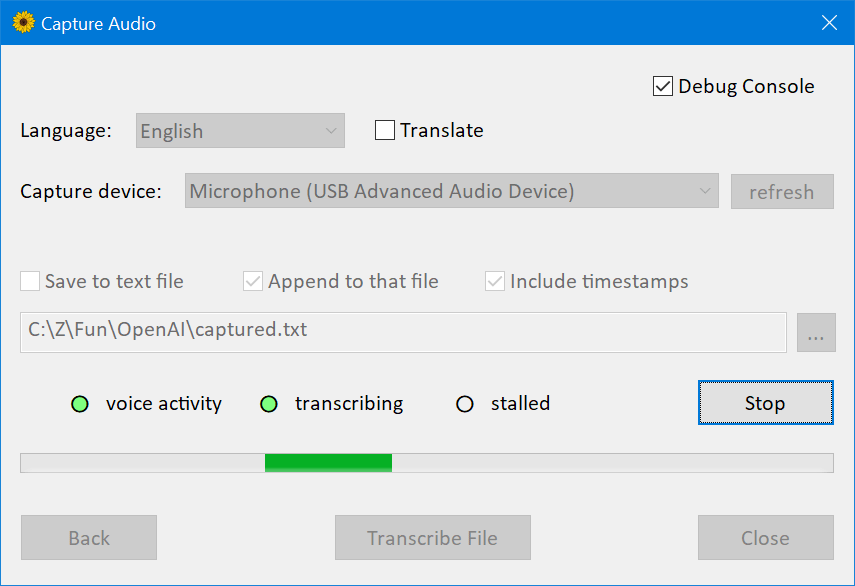 Capture Audio
Debug Console
Language: English Translate
Capture device: Microphone (USB Advanced Audio Device) refresh
Save to text file Append to that file Include timestamps
C:\Z\Fun\OpenAI\captured.txt ...
voice activity transcribing stalled Stop
Back Transcribe File Close